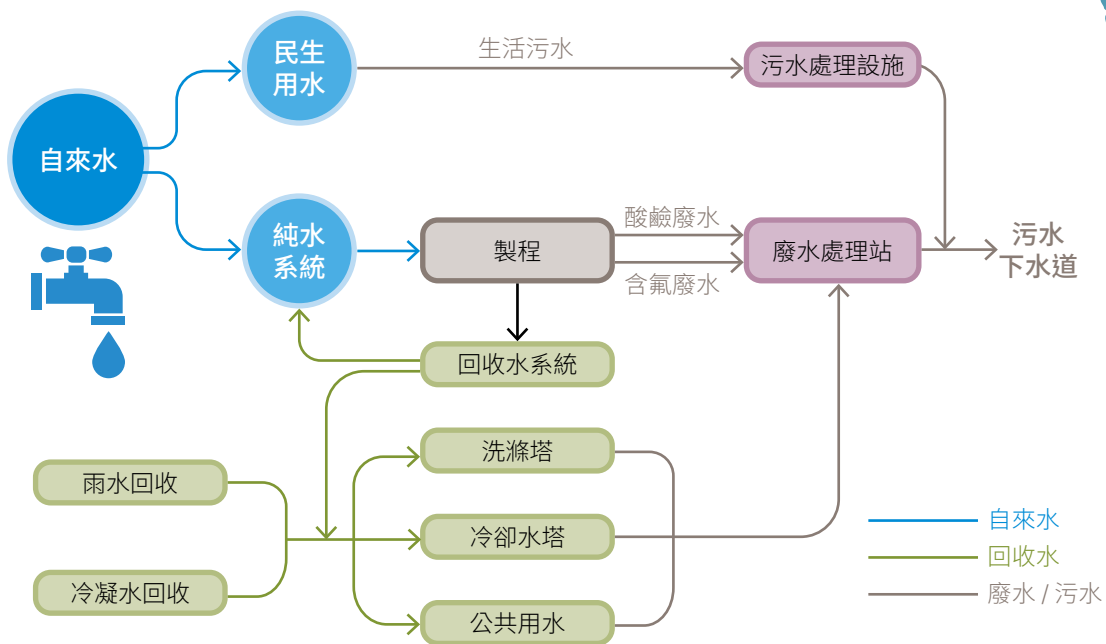 民生
用水
生活污水
污水處理設施
自來水
純水
系統
製程
酸鹼廢水
含氟廢水
廢水處理站
污水
下水道
回收水系統
洗滌塔
雨水回收
冷卻水塔
冷凝水回收
公共用水
自來水
回收水
廢水 / 污水